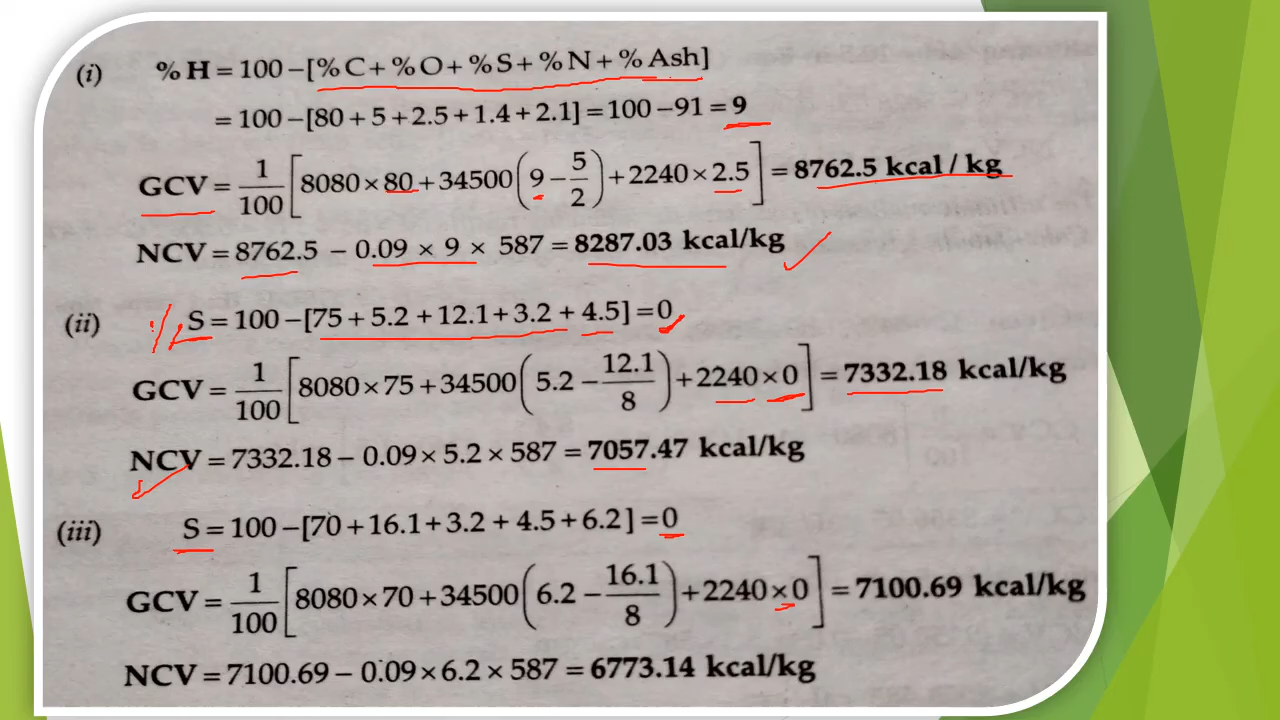 (i) % H = 100 –[%C+ %O+ %S+ %N+ % Ash]
= 100 –[80 + 5 +2.5+1.4+2.1] = 100 –91 = 9
GCV = 1/100 [8080 × 80 + 34500 (9 – 5/2) + 2240 × 2.5] = 8762.5 kcal / kg
NCV = 8762.5 – 0.09 × 9 × 587 = 8287.03 kcal/kg
(ii) % S = 100 –[75 + 5.2 + 12.1+ 3.2 + 4.5] = 0
GCV = 1/100 [8080 × 75 + 34500 (5.2 – 12.1/8) + 2240 × 0] = 7332.18 kcal/kg
NCV = 7332.18 – 0.09 × 5.2 × 587 = 7057.47 kcal/kg
(iii) S = 100 –[70 + 16.1 + 3.2 + 4.5 + 6.2] = 0
GCV = 1/100 [8080 × 70 + 34500 (6.2 – 16.1/8) + 2240 × 0] = 7100.69 kcal/kg
NCV = 7100.69 – 0.09 × 6.2 × 587 = 6773.14 kcal/kg